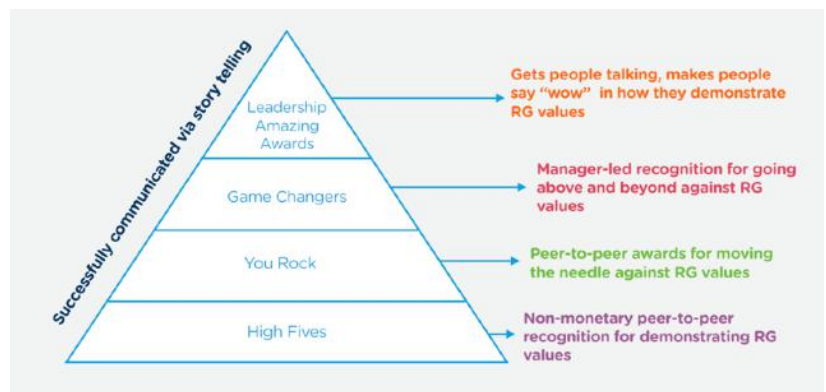 Successfully communicated via story telling
Leadership
Amazing
Awards
Gets people talking, makes people
say “wow” in how they demonstrate
RG values
Game Changers
Manager-led recognition for going
above and beyond against RG
values
You Rock
Peer-to-peer awards for moving
the needle against RG values
High Fives
Non-monetary peer-to-peer
recognition for demonstrating RG
values